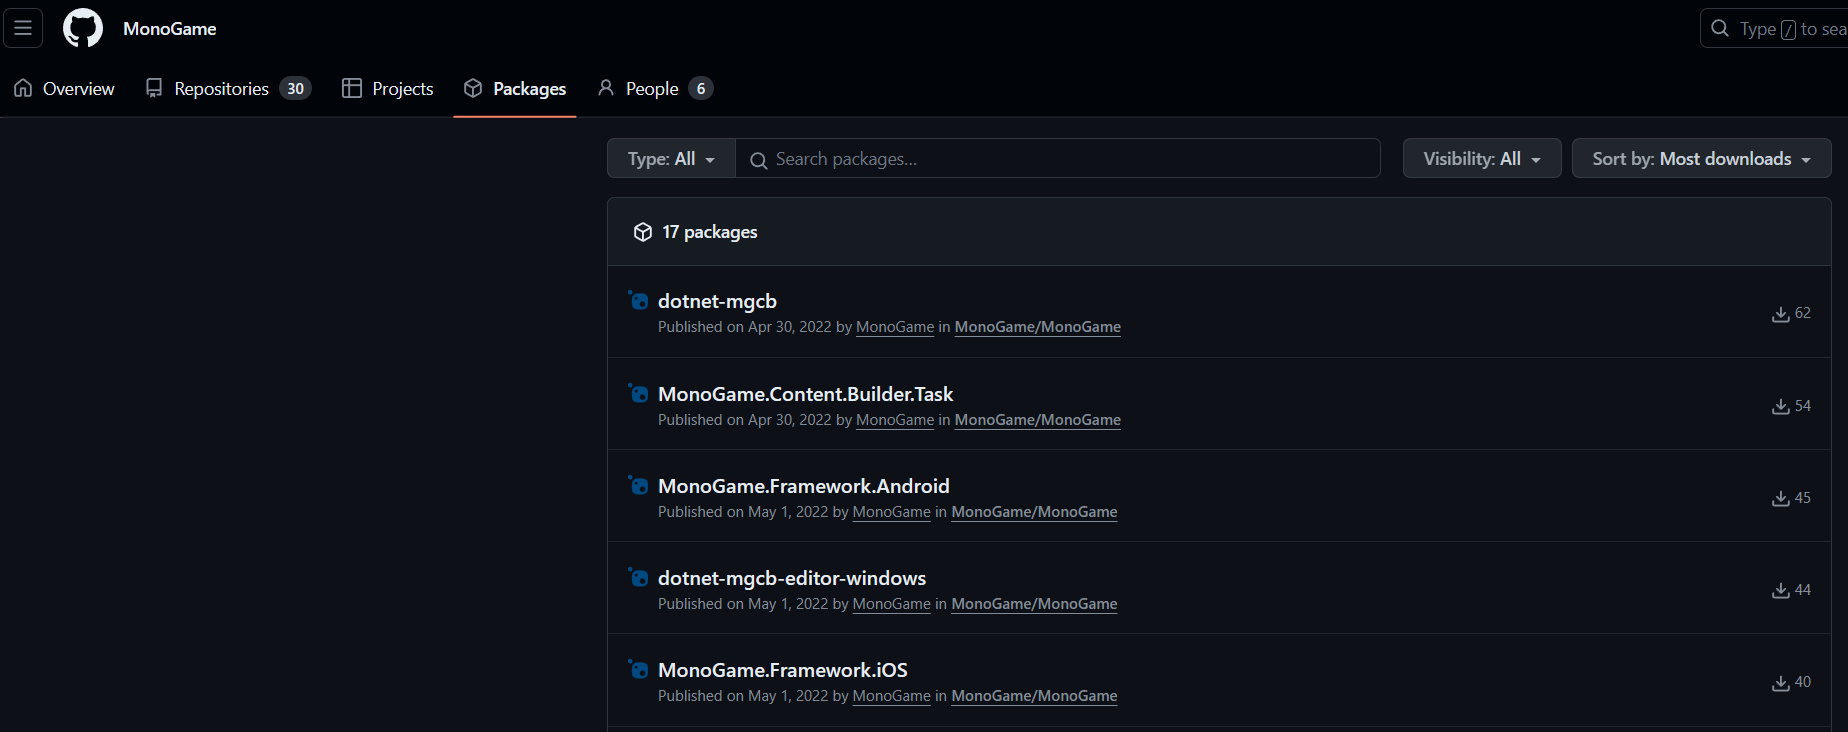 MonoGame
Type / to sea
Overview Repositories 30 Projects Packages People 6
Type: All Search packages... Visibility: All Sort by: Most downloads
17 packages
dotnet-mgcb
Published on Apr 30, 2022 by MonoGame in MonoGame/MonoGame
62
MonoGame.Content.Builder.Task
Published on Apr 30, 2022 by MonoGame in MonoGame/MonoGame
54
MonoGame.Framework.Android
Published on May 1, 2022 by MonoGame in MonoGame/MonoGame
45
dotnet-mgcb-editor-windows
Published on May 1, 2022 by MonoGame in MonoGame/MonoGame
44
MonoGame.Framework.iOS
Published on May 1, 2022 by MonoGame in MonoGame/MonoGame
40